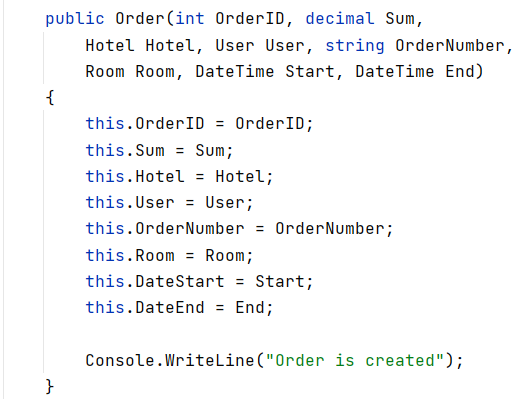 public Order(int OrderID, decimal Sum,
Hotel Hotel, User User, string OrderNumber,
Room Room, DateTime Start, DateTime End)
{
this.OrderID = OrderID;
this.Sum = Sum;
this.Hotel = Hotel;
this.User = User;
this.OrderNumber = OrderNumber;
this.Room = Room;
this.DateStart = Start;
this.DateEnd = End;
Console.WriteLine("Order is created");
}